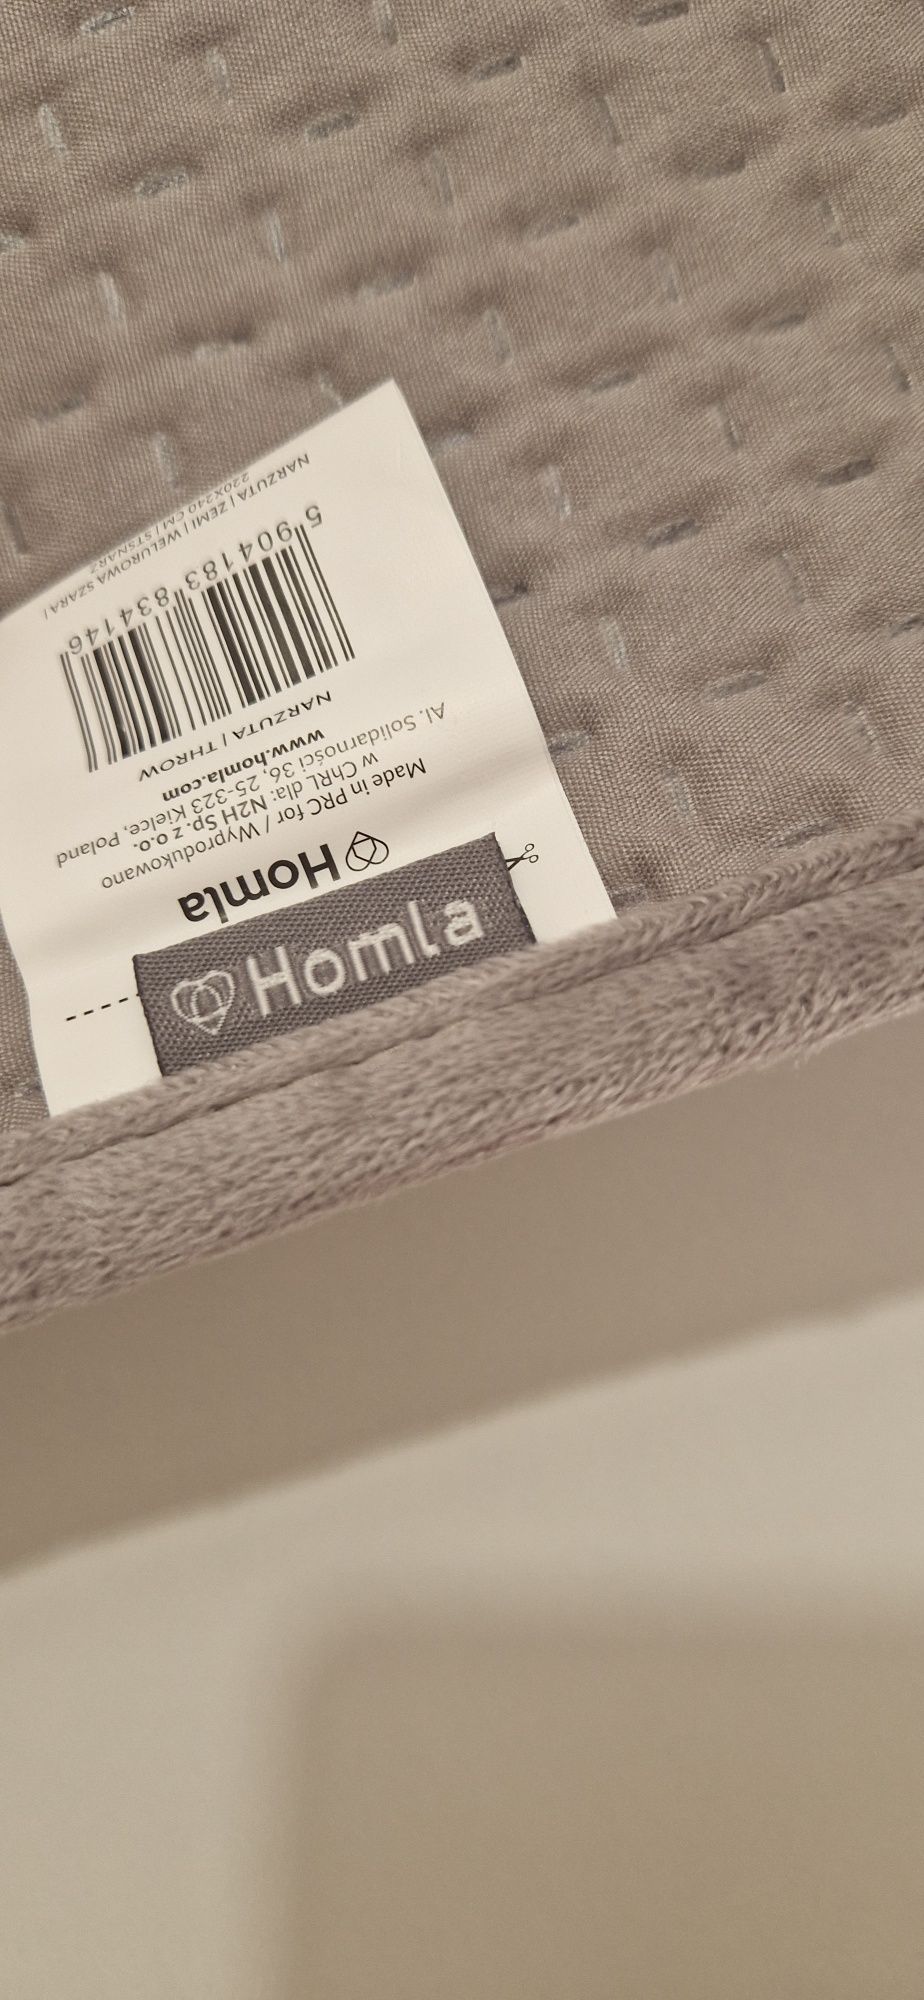 Homla
Homla
Made in PRC for / Wyprodukowano
w ChRL dla: N2H Sp. z o.o.
Al. Solidarności 36, 25-323 Kielce, Poland
www.homla.com
NARZUTA | THROW
5 904183 834146
NARZUTA | ZEMI | WELUROWA SZARA |
220X240 CM | STSNARZ